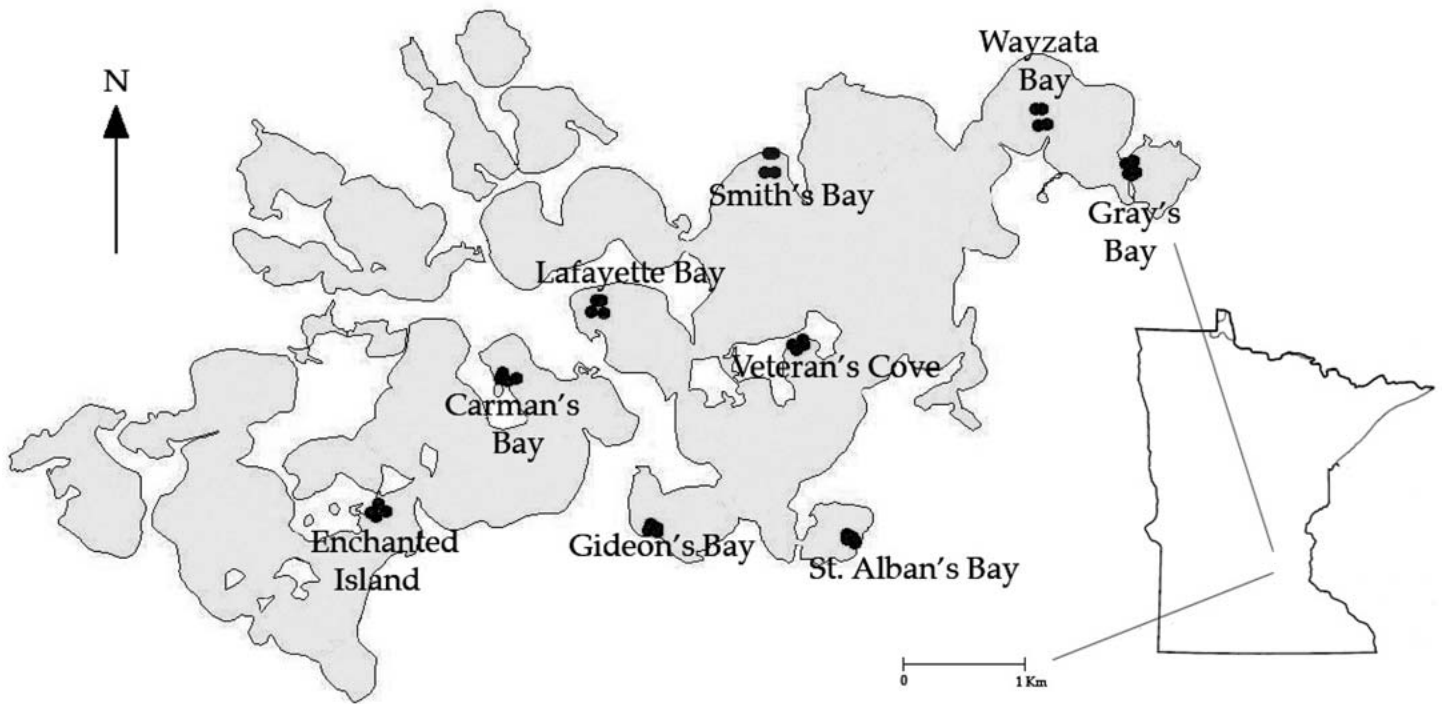 N
Wayzata
Bay
Smith's Bay
Gray's
Bay
Lafayette Bay
Veteran's Cove
Carman's
Bay
Enchanted
Island
Gideon's Bay
St. Alban's Bay
0
1 Km